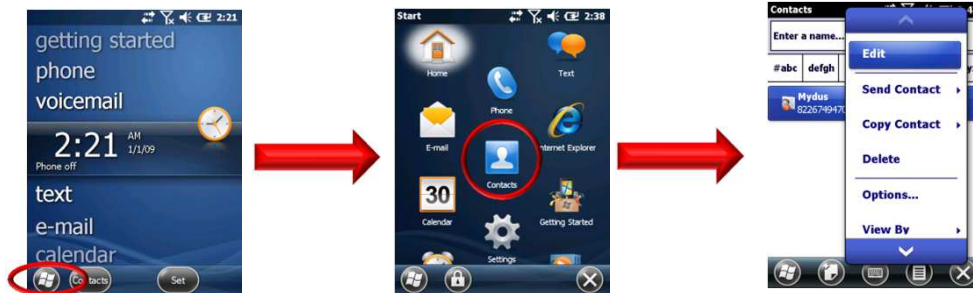 2:21
getting started
phone
voicemail
2:21 AM
1/1/09
Phone off
text
e-mail
calendar
Contacts
Set
Start
2:38
Home
Text
Phone
E-mail
Internet Explorer
Contacts
30
Calendar
Getting Started
Settings
Contacts
Enter a name...
#abc
defgh
Mydus
8226749470
Edit
Send Contact
Copy Contact
Delete
Options...
View By